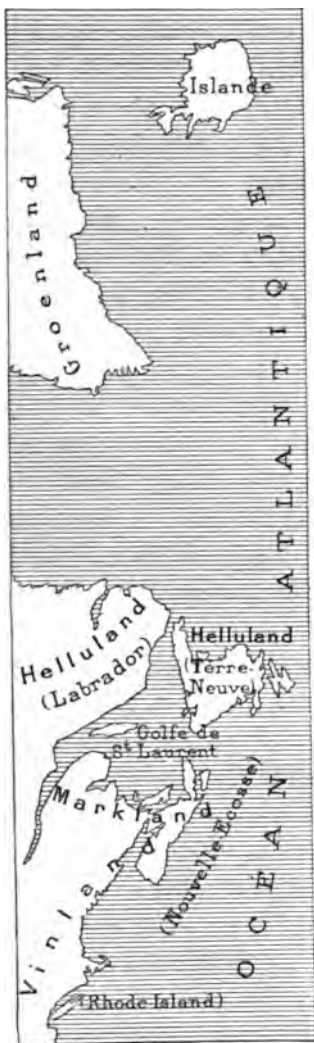 Islande
Groenland
OCÉAN ATLANTIQUE
Helluland
(Labrador)
Helluland
(Terre-
Neuve)
Golfe de
St Laurent
Markland
(Nouvelle-Ecosse)
Vinland
(Rhode-Island)